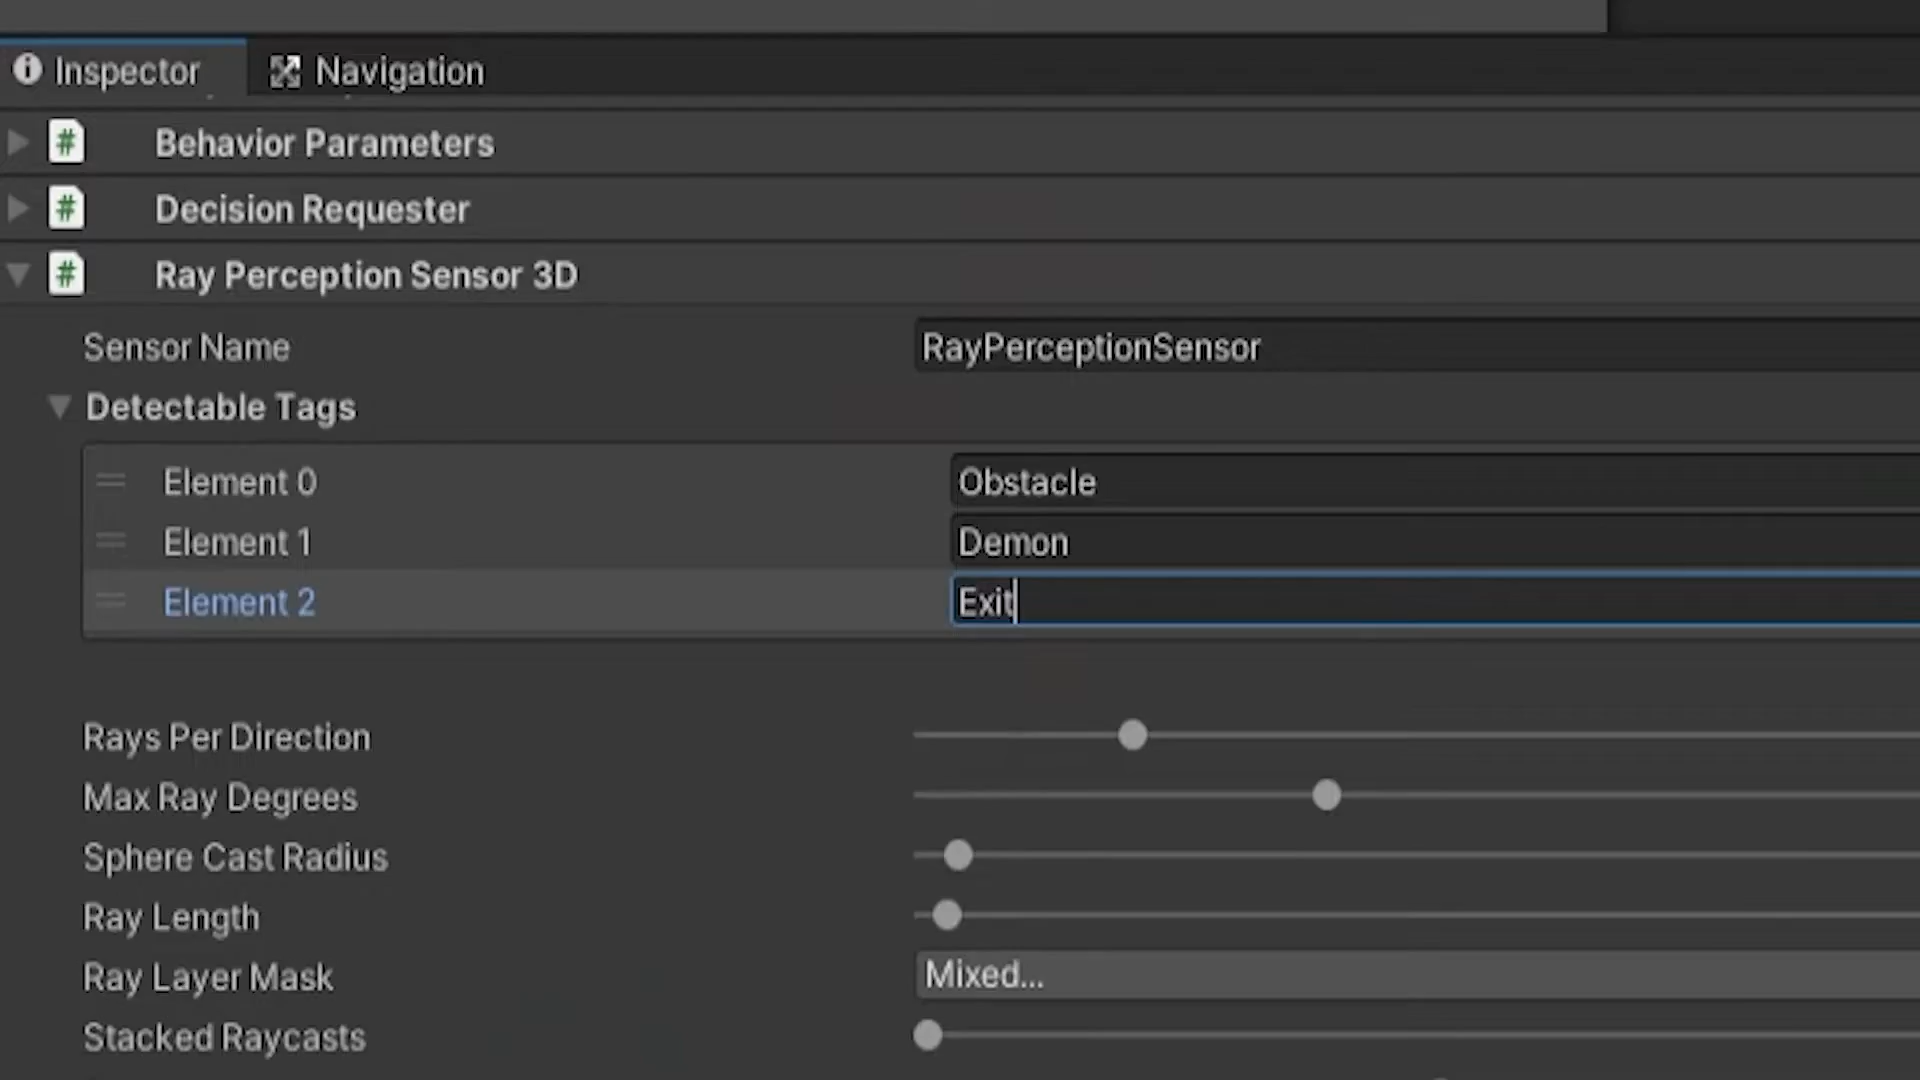 Inspector
Navigation
# Behavior Parameters
# Decision Requester
# Ray Perception Sensor 3D
Sensor Name RayPerceptionSensor
Detectable Tags
Element 0 Obstacle
Element 1 Demon
Element 2 Exit
Rays Per Direction
Max Ray Degrees
Sphere Cast Radius
Ray Length
Ray Layer Mask Mixed...
Stacked Raycasts